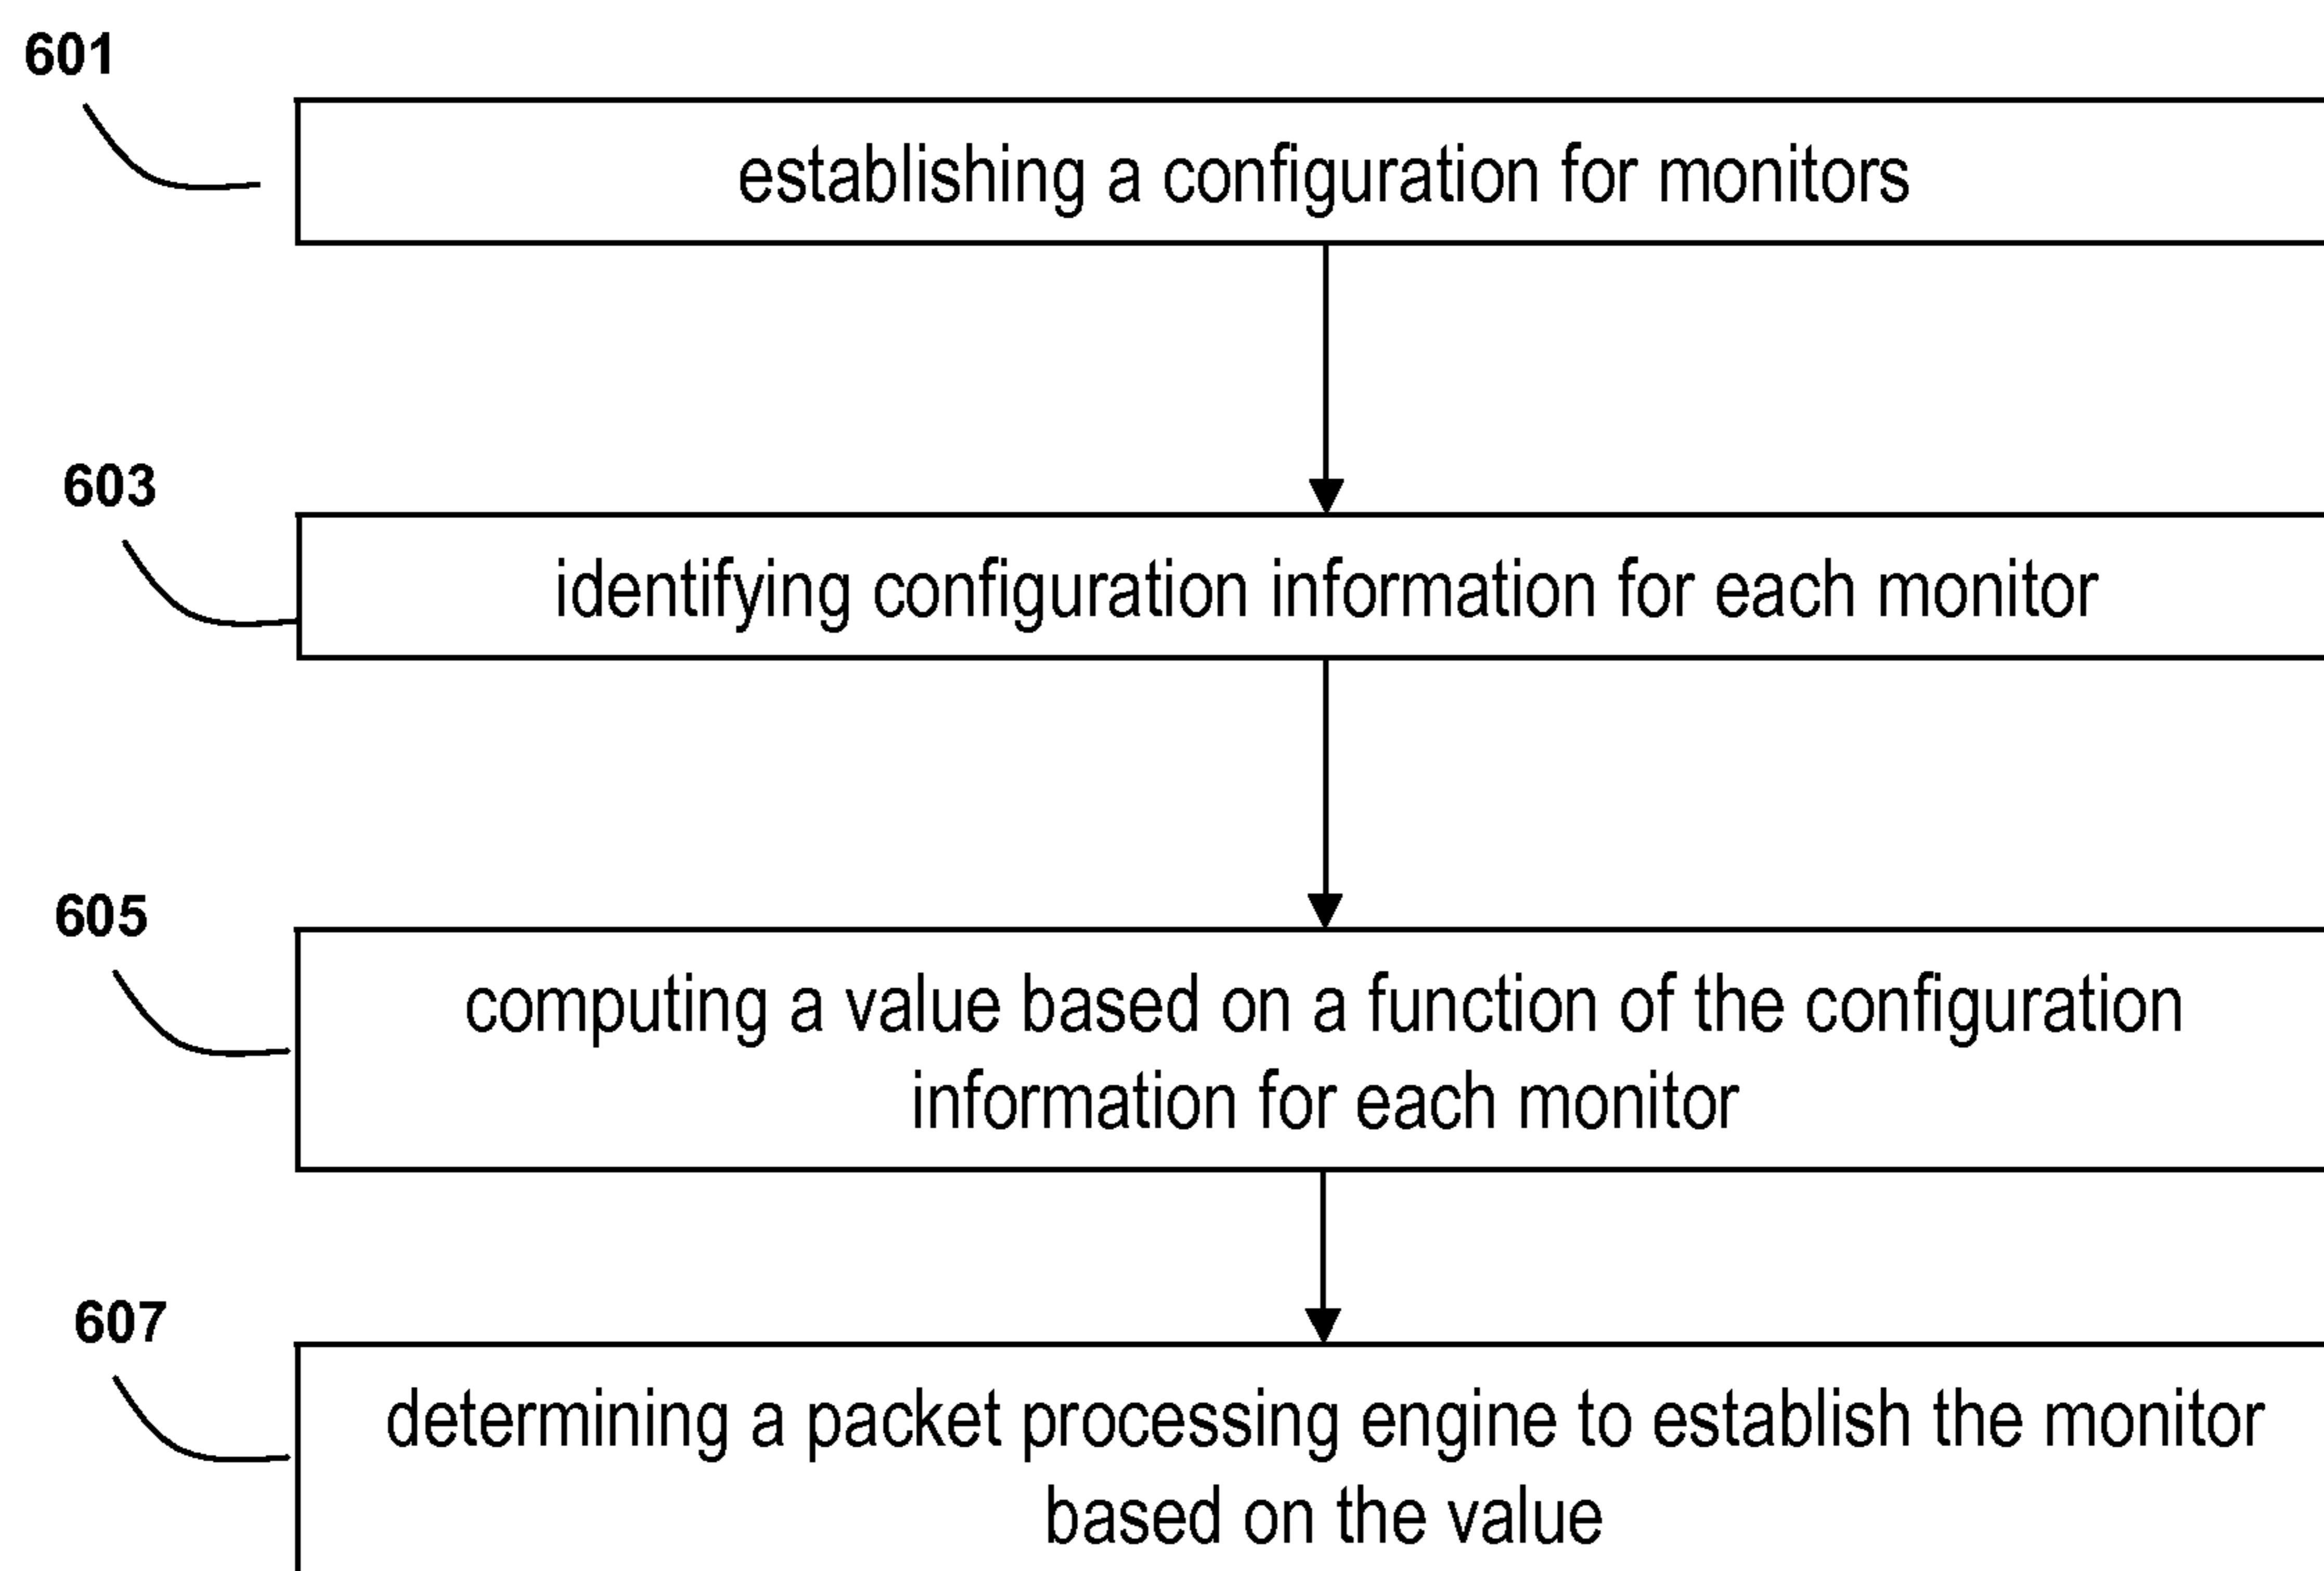 601
establishing a configuration for monitors
603
identifying configuration information for each monitor
605
computing a value based on a function of the configuration
information for each monitor
607
determining a packet processing engine to establish the monitor
based on the value